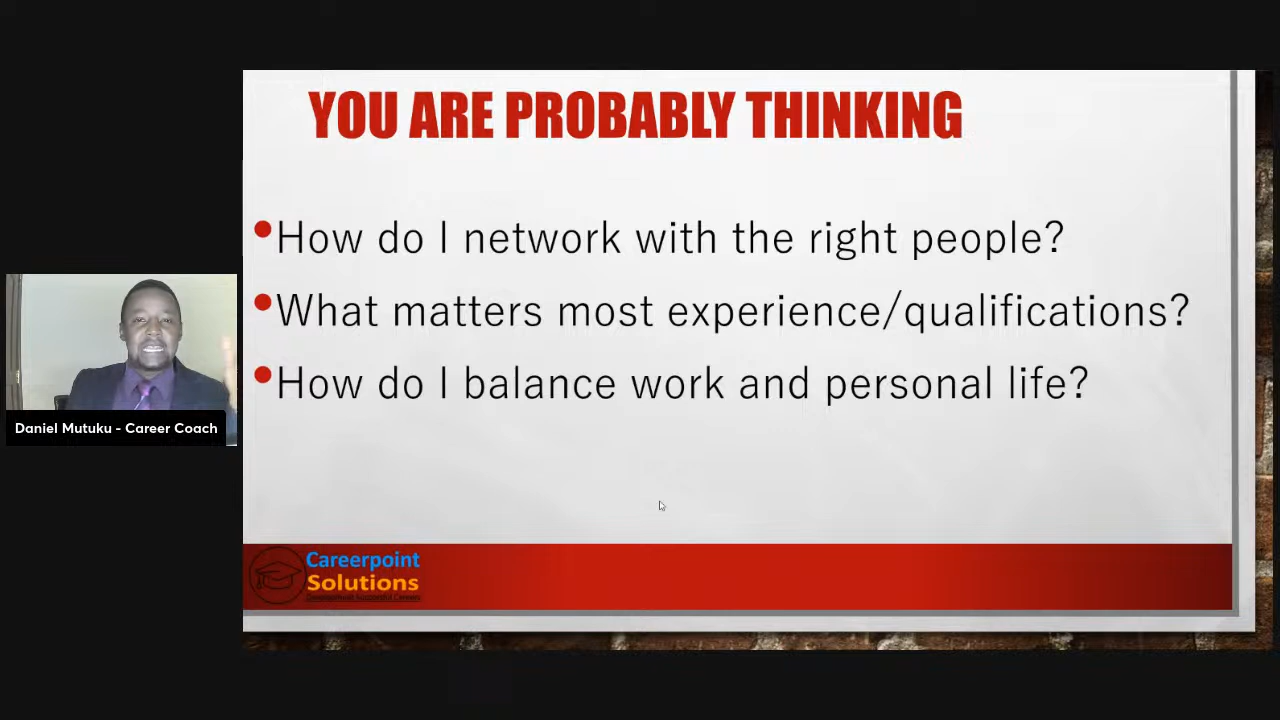 YOU ARE PROBABLY THINKING
•How do I network with the right people?
•What matters most experience/qualifications?
•How do I balance work and personal life?
Daniel Mutuku - Career Coach
Careerpoint
Solutions